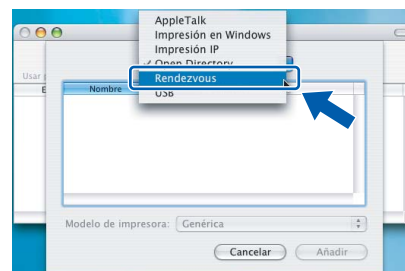 AppleTalk
Impresión en Windows
Impresión IP
✓ Open Directory
Rendezvous
USB
Usar
E
Nombre
Modelo de impresora: Genérica
Cancelar Añadir